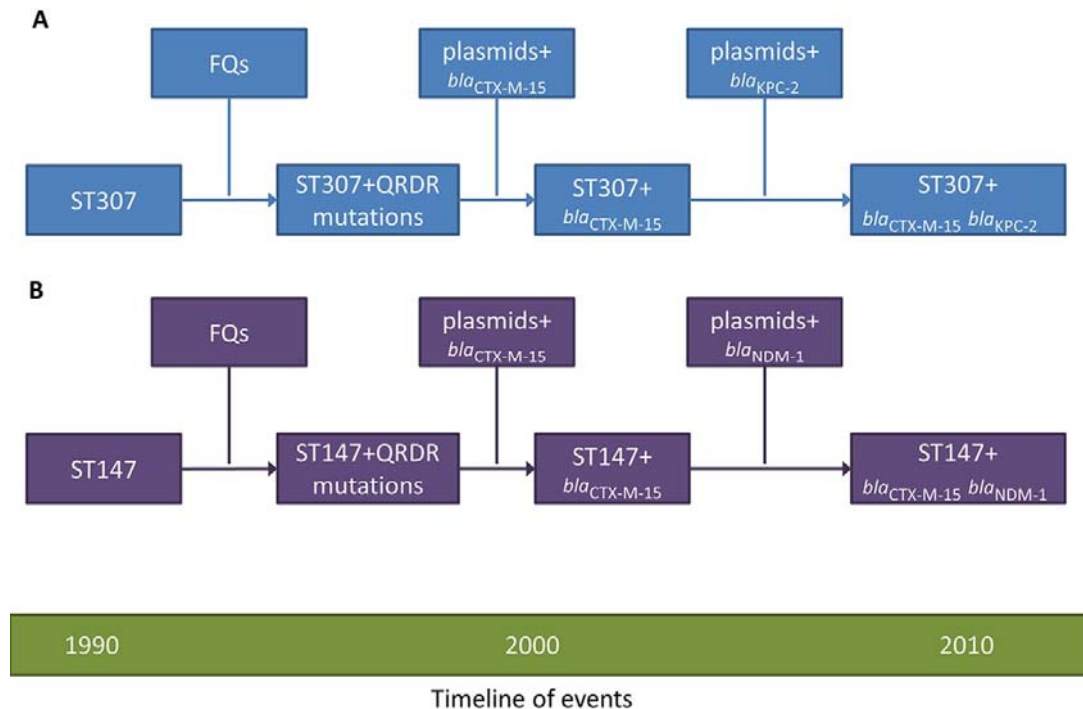 A
FQs
plasmids+
blaCTX-M-15
plasmids+
blaKPC-2
ST307
ST307+QRDR
mutations
ST307+
blaCTX-M-15
ST307+
blaCTX-M-15 blaKPC-2
B
FQs
plasmids+
blaCTX-M-15
plasmids+
blaNDM-1
ST147
ST147+QRDR
mutations
ST147+
blaCTX-M-15
ST147+
blaCTX-M-15 blaNDM-1
1990 2000 2010
Timeline of events